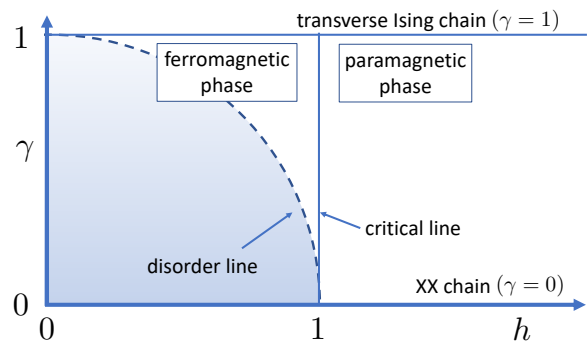 transverse Ising chain (γ = 1)
1
ferromagnetic
phase
paramagnetic
phase
γ
critical line
disorder line
XX chain (γ = 0)
0
0
1
h